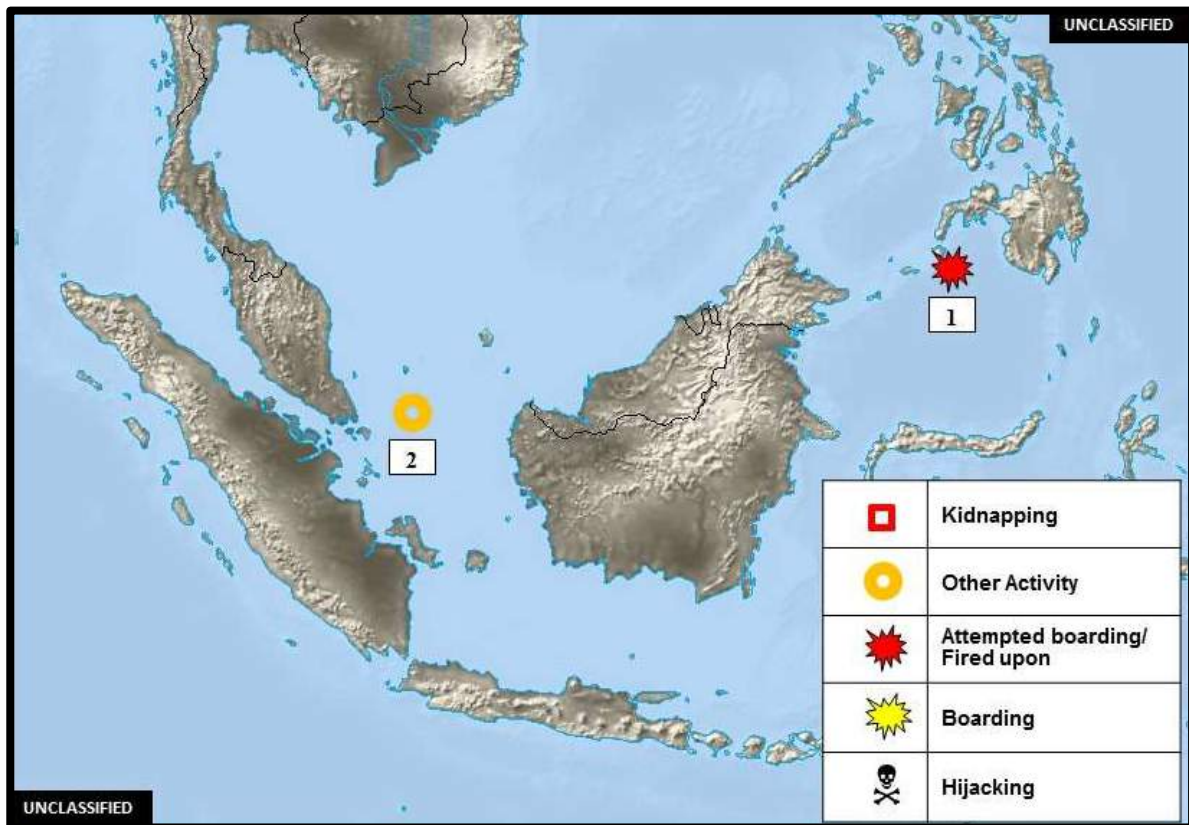 UNCLASSIFIED
1
2
Kidnapping
Other Activity
Attempted boarding/
Fired upon
Boarding
Hijacking
UNCLASSIFIED